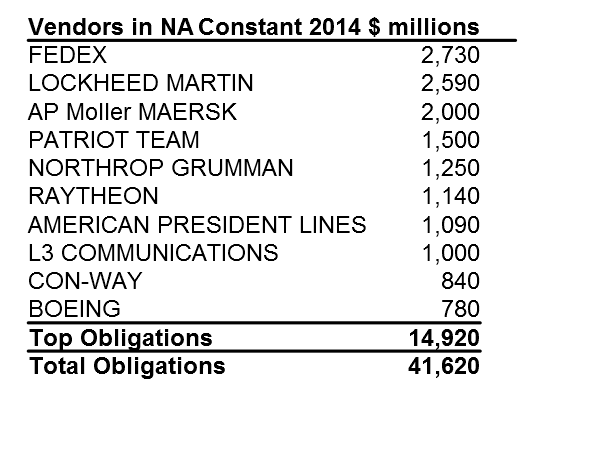 Vendors in NA Constant 2014 $ millions
FEDEX 2,730
LOCKHEED MARTIN 2,590
AP Moller MAERSK 2,000
PATRIOT TEAM 1,500
NORTHROP GRUMMAN 1,250
RAYTHEON 1,140
AMERICAN PRESIDENT LINES 1,090
L3 COMMUNICATIONS 1,000
CON-WAY 840
BOEING 780
Top Obligations 14,920
Total Obligations 41,620